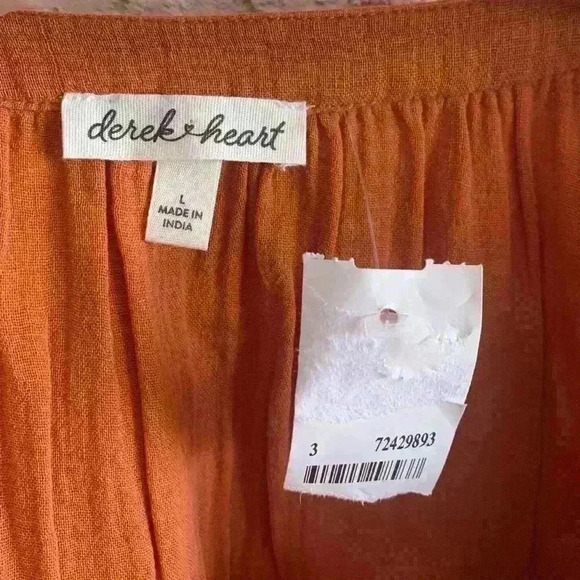 derek heart
L
MADE IN
INDIA
3 72429893